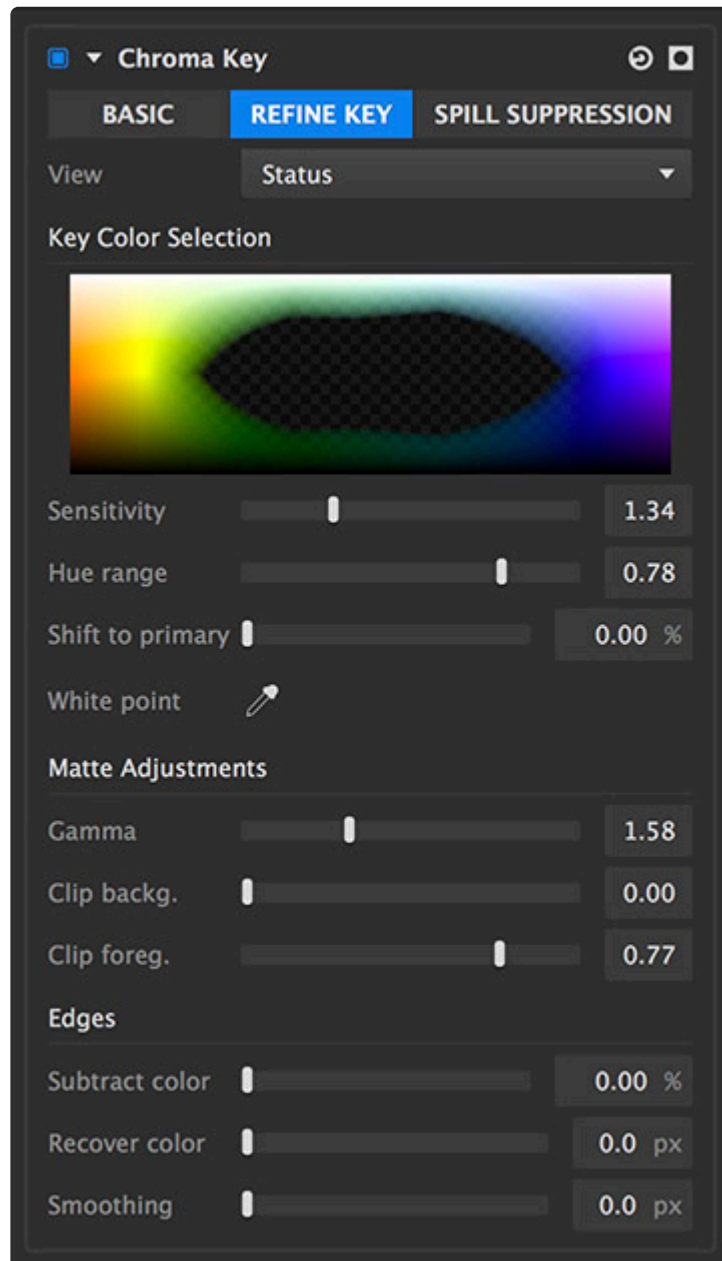 Chroma Key
BASIC REFINE KEY SPILL SUPPRESSION
View Status
Key Color Selection
Sensitivity 1.34
Hue range 0.78
Shift to primary 0.00 %
White point
Matte Adjustments
Gamma 1.58
Clip backg. 0.00
Clip foreg. 0.77
Edges
Subtract color 0.00 %
Recover color 0.0 px
Smoothing 0.0 px